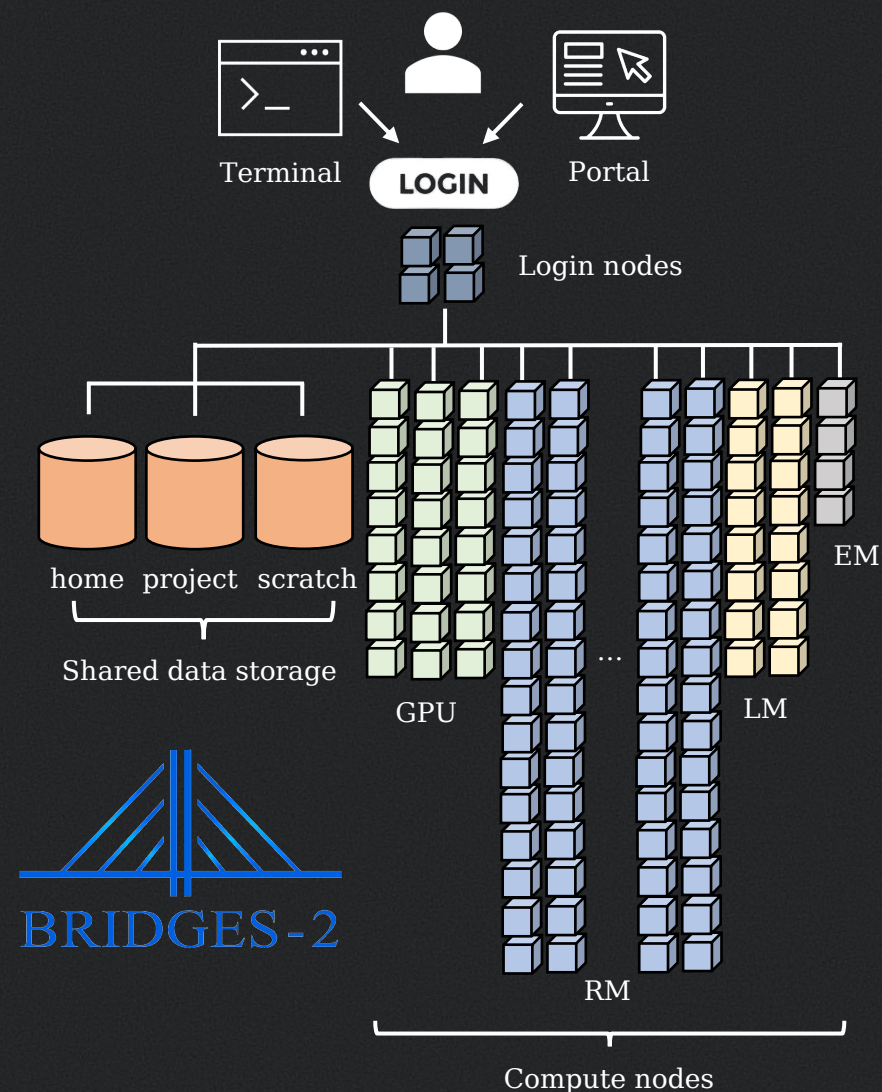 Terminal
LOGIN
Portal
Login nodes
home project scratch
Shared data storage
GPU
...
LM
EM
RM
BRIDGES-2
Compute nodes